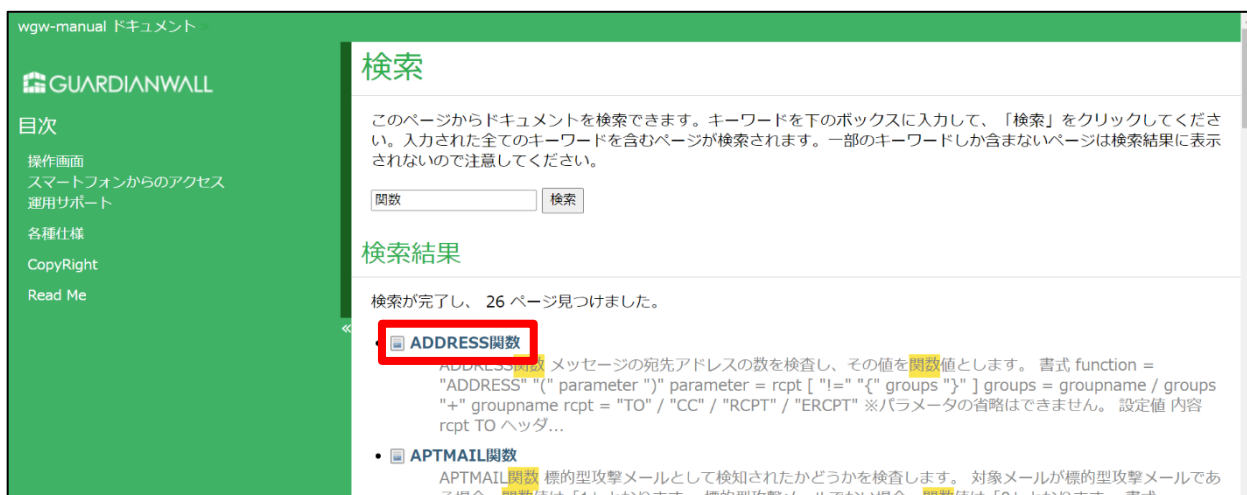 wgw-manual ドキュメント »
GUARDIANWALL
目次
操作画面
スマートフォンからのアクセス
運用サポート
各種仕様
CopyRight
Read Me
«
検索
このページからドキュメントを検索できます。キーワードを下のボックスに入力して、「検索」をクリックしてくださ
い。入力された全てのキーワードを含むページが検索されます。一部のキーワードしか含まないページは検索結果に表示
されないので注意してください。
関数 検索
検索結果
検索が完了し、 26 ページ見つけました。
• ADDRESS関数
ADDRESS関数 メッセージの宛先アドレスの数を検査し、その値を関数値とします。 書式 function =
"ADDRESS" "(" parameter ")" parameter = rcpt [ "!=" "{" groups "}" ] groups = groupname / groups
"+" groupname rcpt = "TO" / "CC" / "RCPT" / "ERCPT" ※パラメータの省略はできません。 設定値 内容
rcpt TO ヘッダ...
• APTMAIL関数
APTMAIL関数 標的型攻撃メールとして検知されたかどうかを検査します。 対象メールが標的型攻撃メールであ